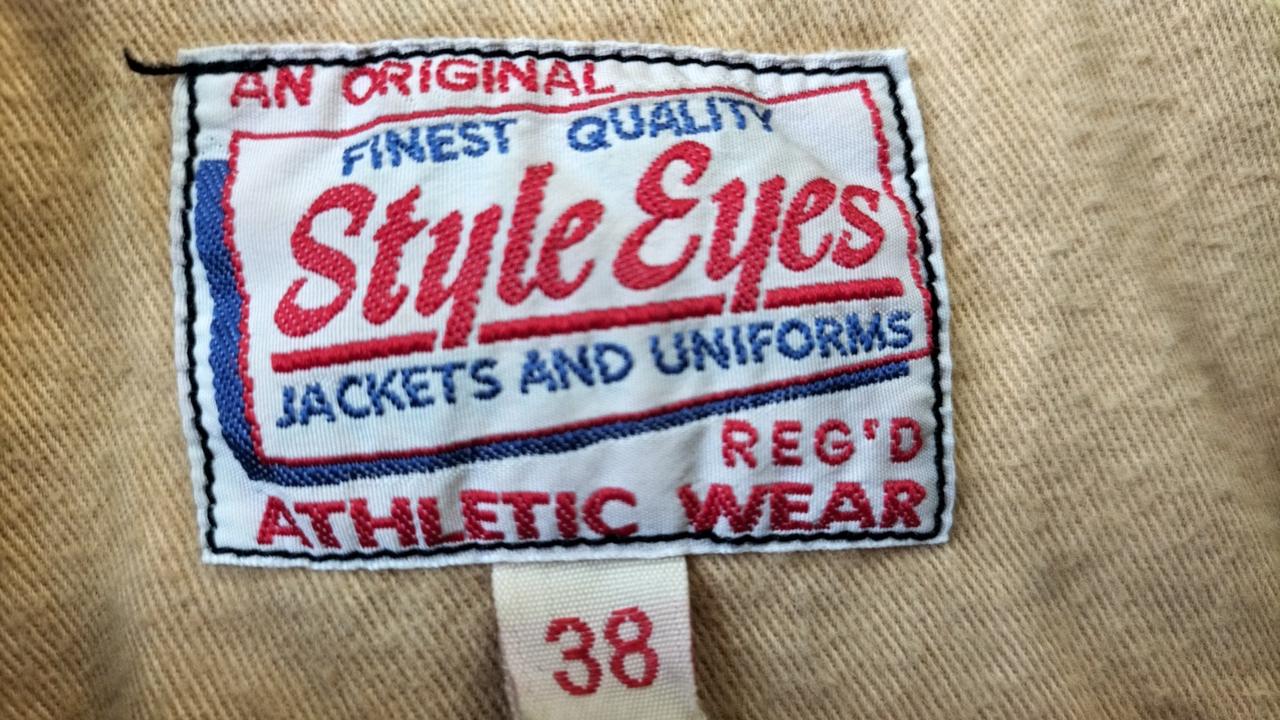 AN ORIGINAL
FINEST QUALITY
Style Eyes
JACKETS AND UNIFORMS
REG'D
ATHLETIC WEAR
38